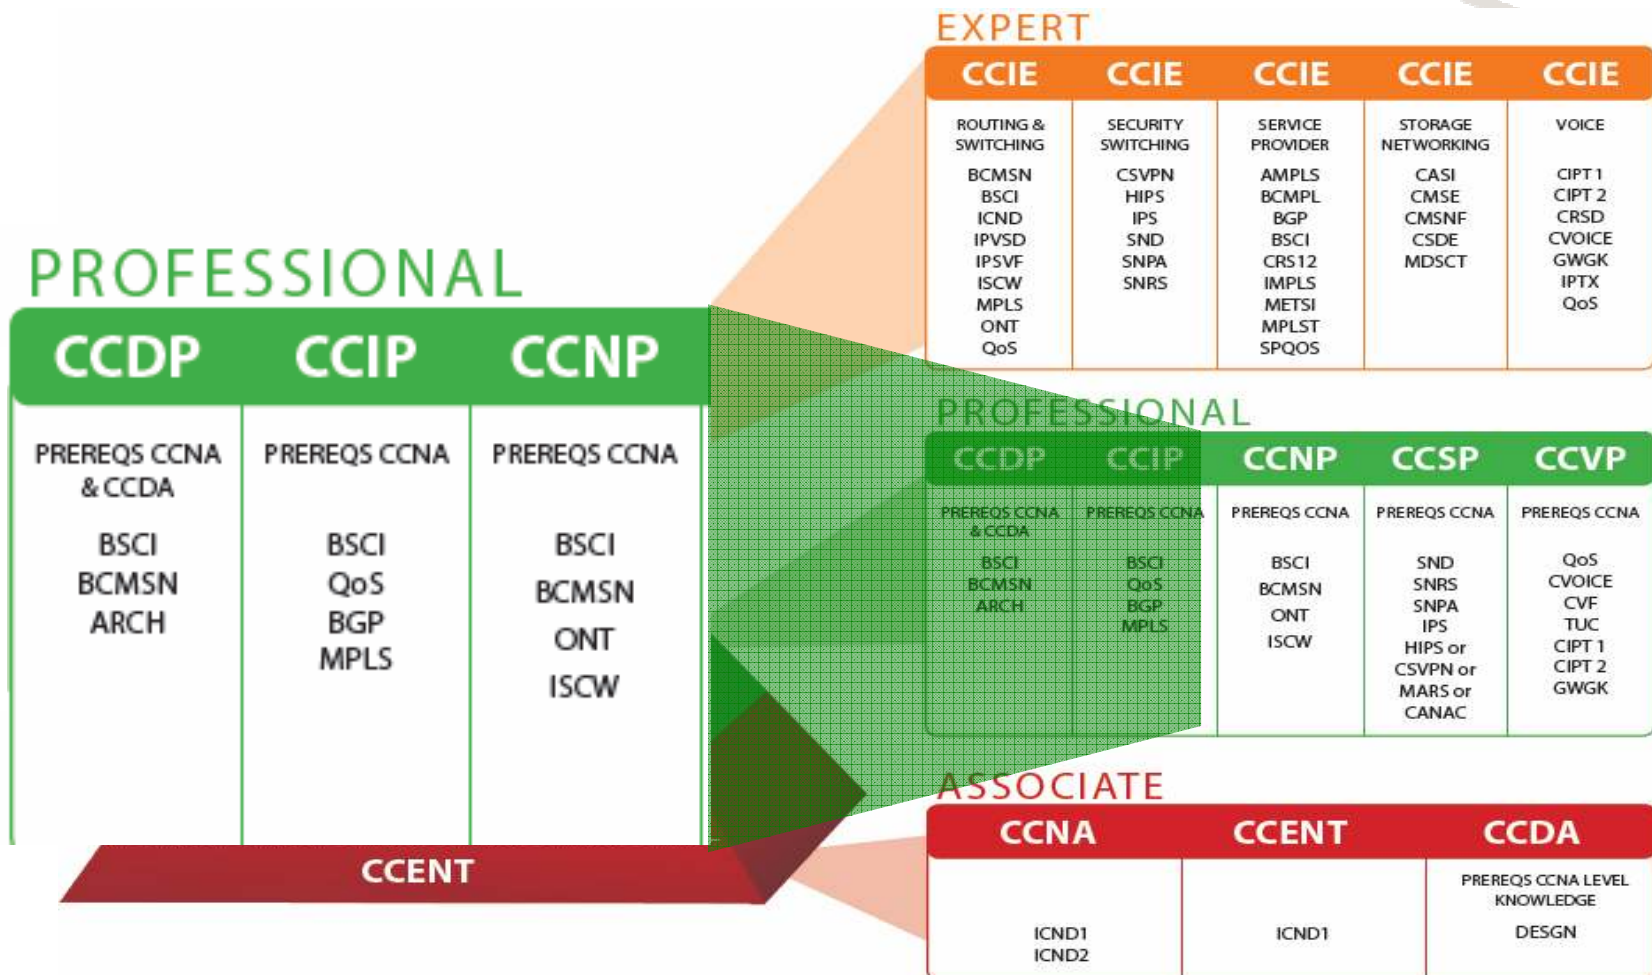 PROFESSIONAL
CCDP
PREREQS CCNA
& CCDA
BSCI
BCMSN
ARCH
CCIP
PREREQS CCNA
BSCI
QoS
BGP
MPLS
CCNP
PREREQS CCNA
BSCI
BCMSN
ONT
ISCW
CCENT
EXPERT
CCIE
ROUTING &
SWITCHING
BCMSN
BSCI
ICND
IPVSD
IPSVF
ISCW
MPLS
ONT
QoS
CCIE
SECURITY
SWITCHING
CSVPN
HIPS
IPS
SND
SNPA
SNRS
CCIE
SERVICE
PROVIDER
AMPLS
BCMPL
BGP
BSCI
CRS12
IMPLS
METSI
MPLST
SPQOS
CCIE
STORAGE
NETWORKING
CASI
CMSE
CMSNF
CSDE
MDSCT
CCIE
VOICE
CIPT 1
CIPT 2
CRSD
CVOICE
GWGK
IPTX
QoS
PROFESSIONAL
CCDP
PREREQS CCNA
& CCDA
BSCI
BCMSN
ARCH
CCIP
PREREQS CCNA
BSCI
QoS
BGP
MPLS
CCNP
PREREQS CCNA
BSCI
BCMSN
ONT
ISCW
CCSP
PREREQS CCNA
SND
SNRS
SNPA
IPS
HIPS or
CSVPN or
MARS or
CANAC
CCVP
PREREQS CCNA
QoS
CVOICE
CVF
TUC
CIPT 1
CIPT 2
GWGK
ASSOCIATE
CCNA
ICND1
ICND2
CCENT
ICND1
CCDA
PREREQS CCNA LEVEL
KNOWLEDGE
DESGN